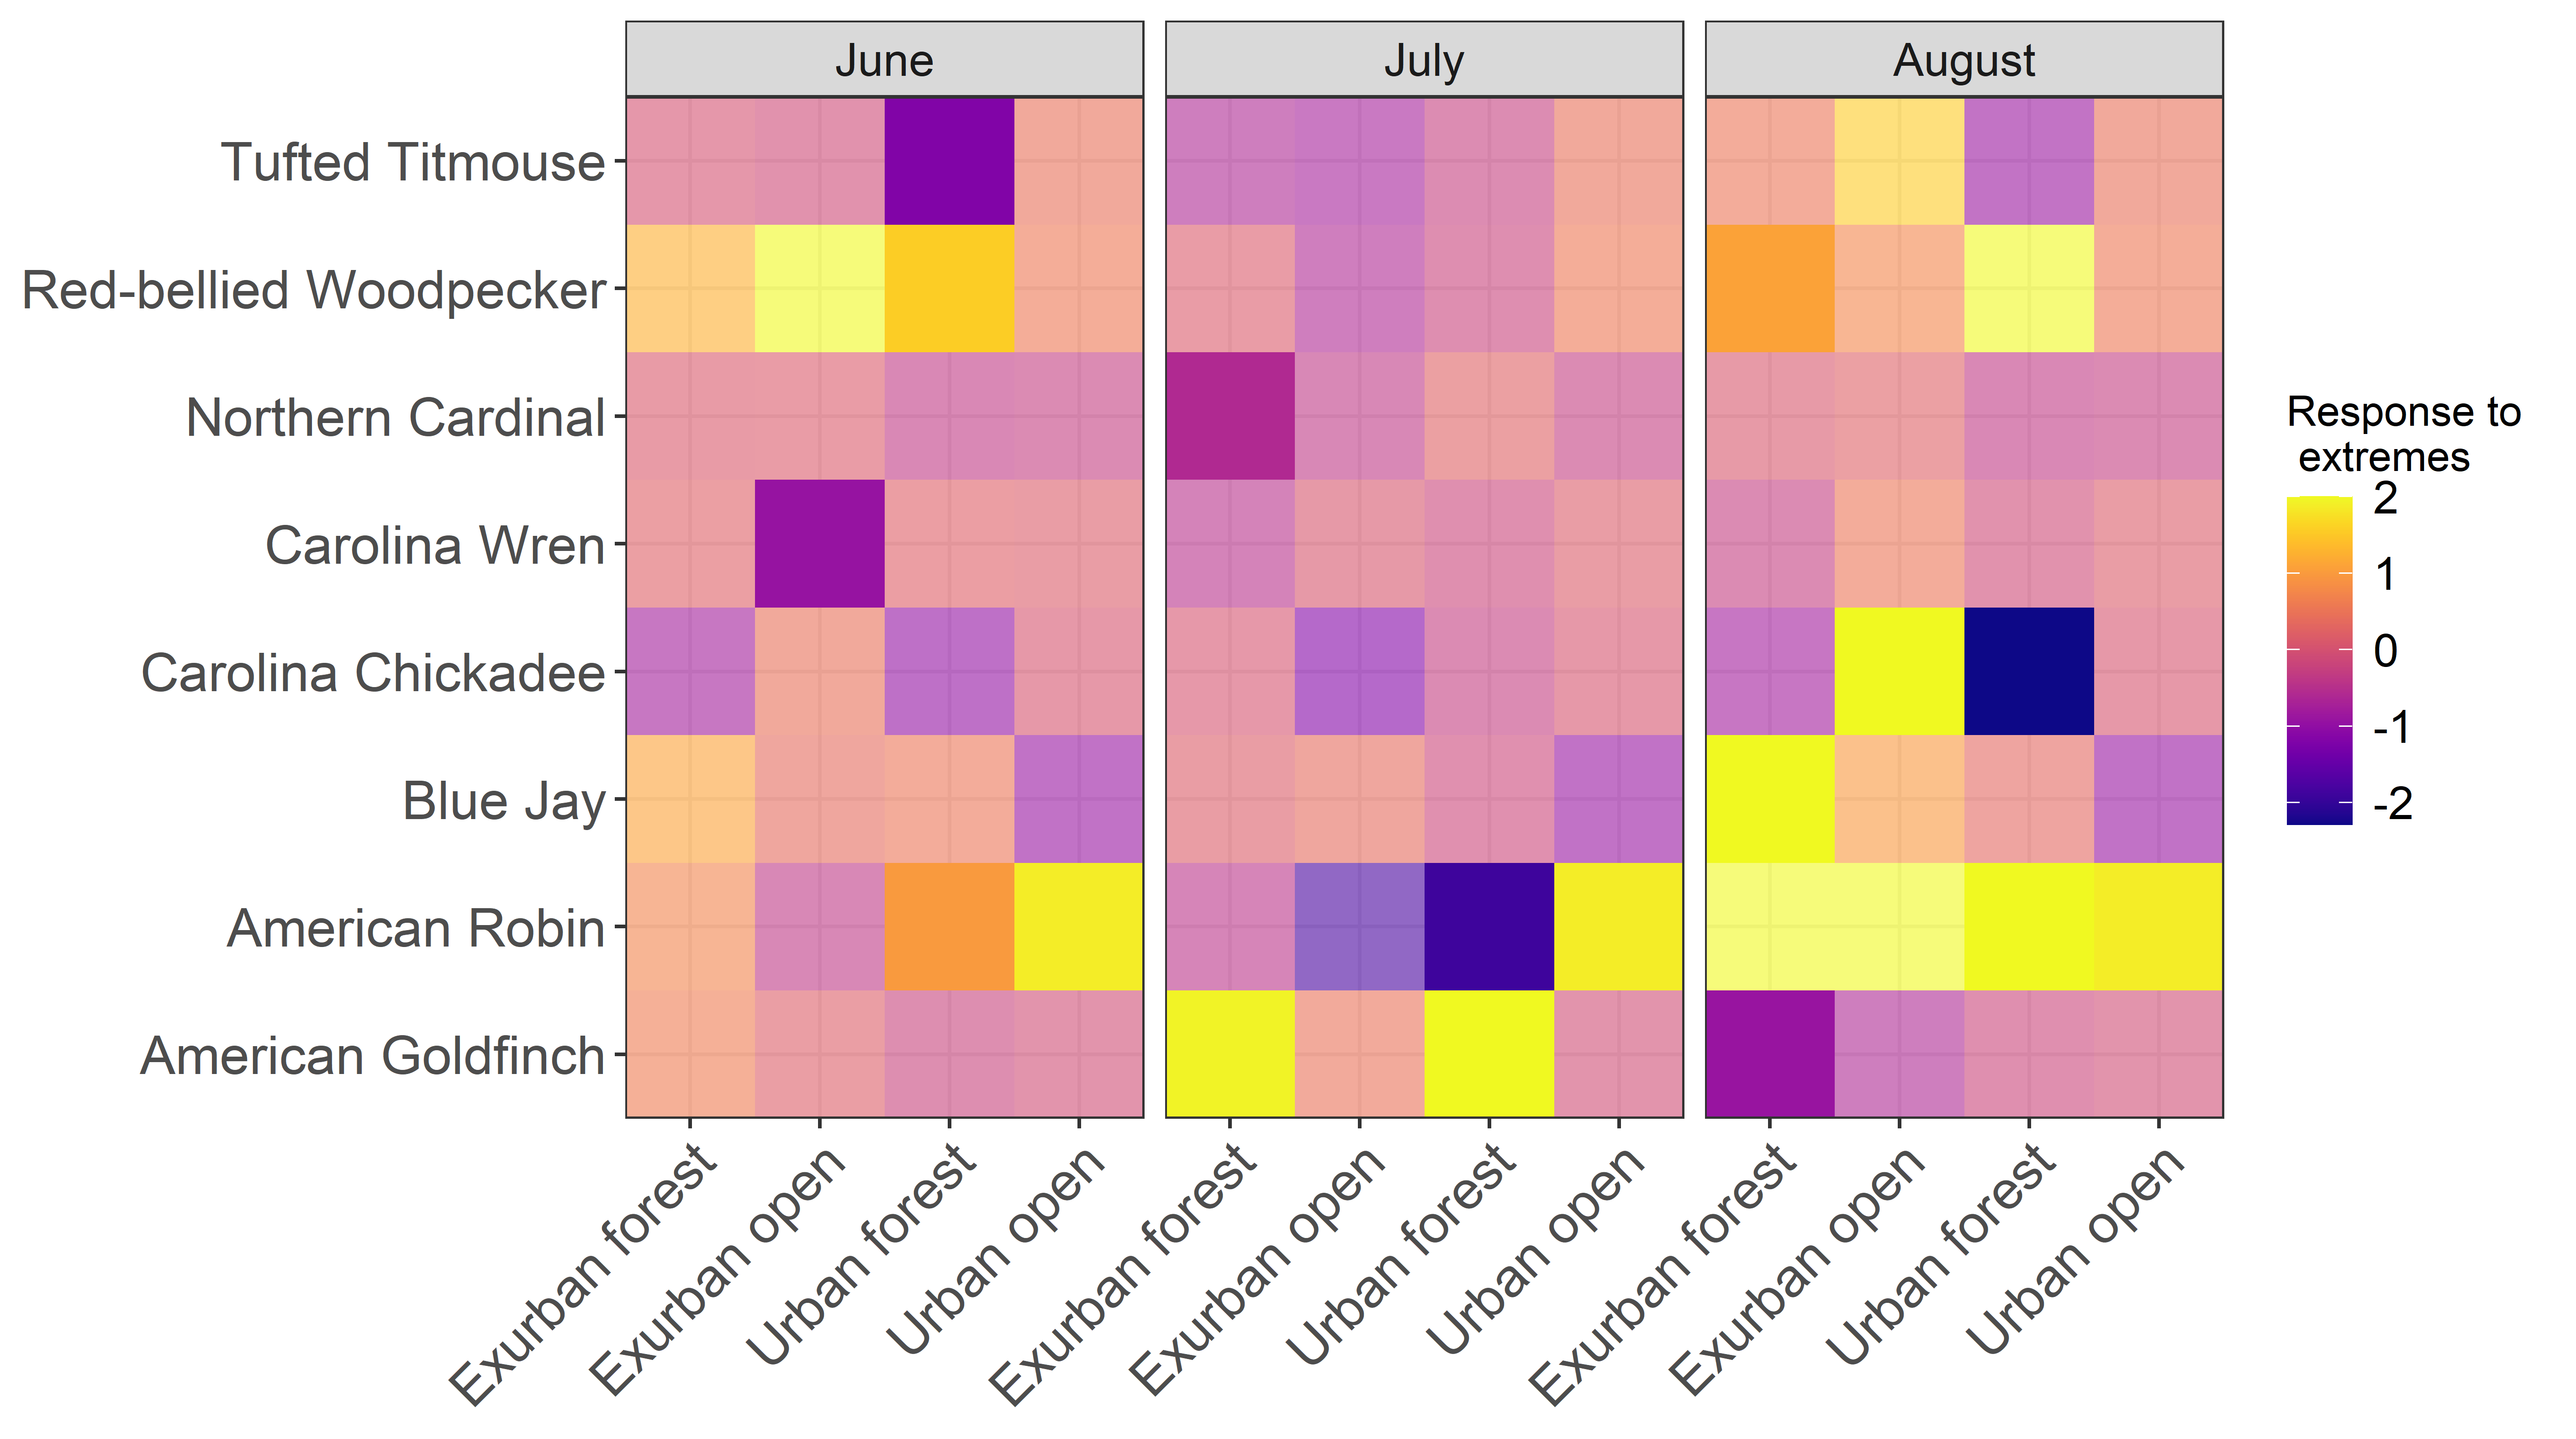 June
July
August
Tufted Titmouse
Red-bellied Woodpecker
Northern Cardinal
Carolina Wren
Carolina Chickadee
Blue Jay
American Robin
American Goldfinch
Exurban forest
Exurban open
Urban forest
Urban open
Exurban forest
Exurban open
Urban forest
Urban open
Exurban forest
Exurban open
Urban forest
Urban open
Response to
extremes
2
1
0
-1
-2